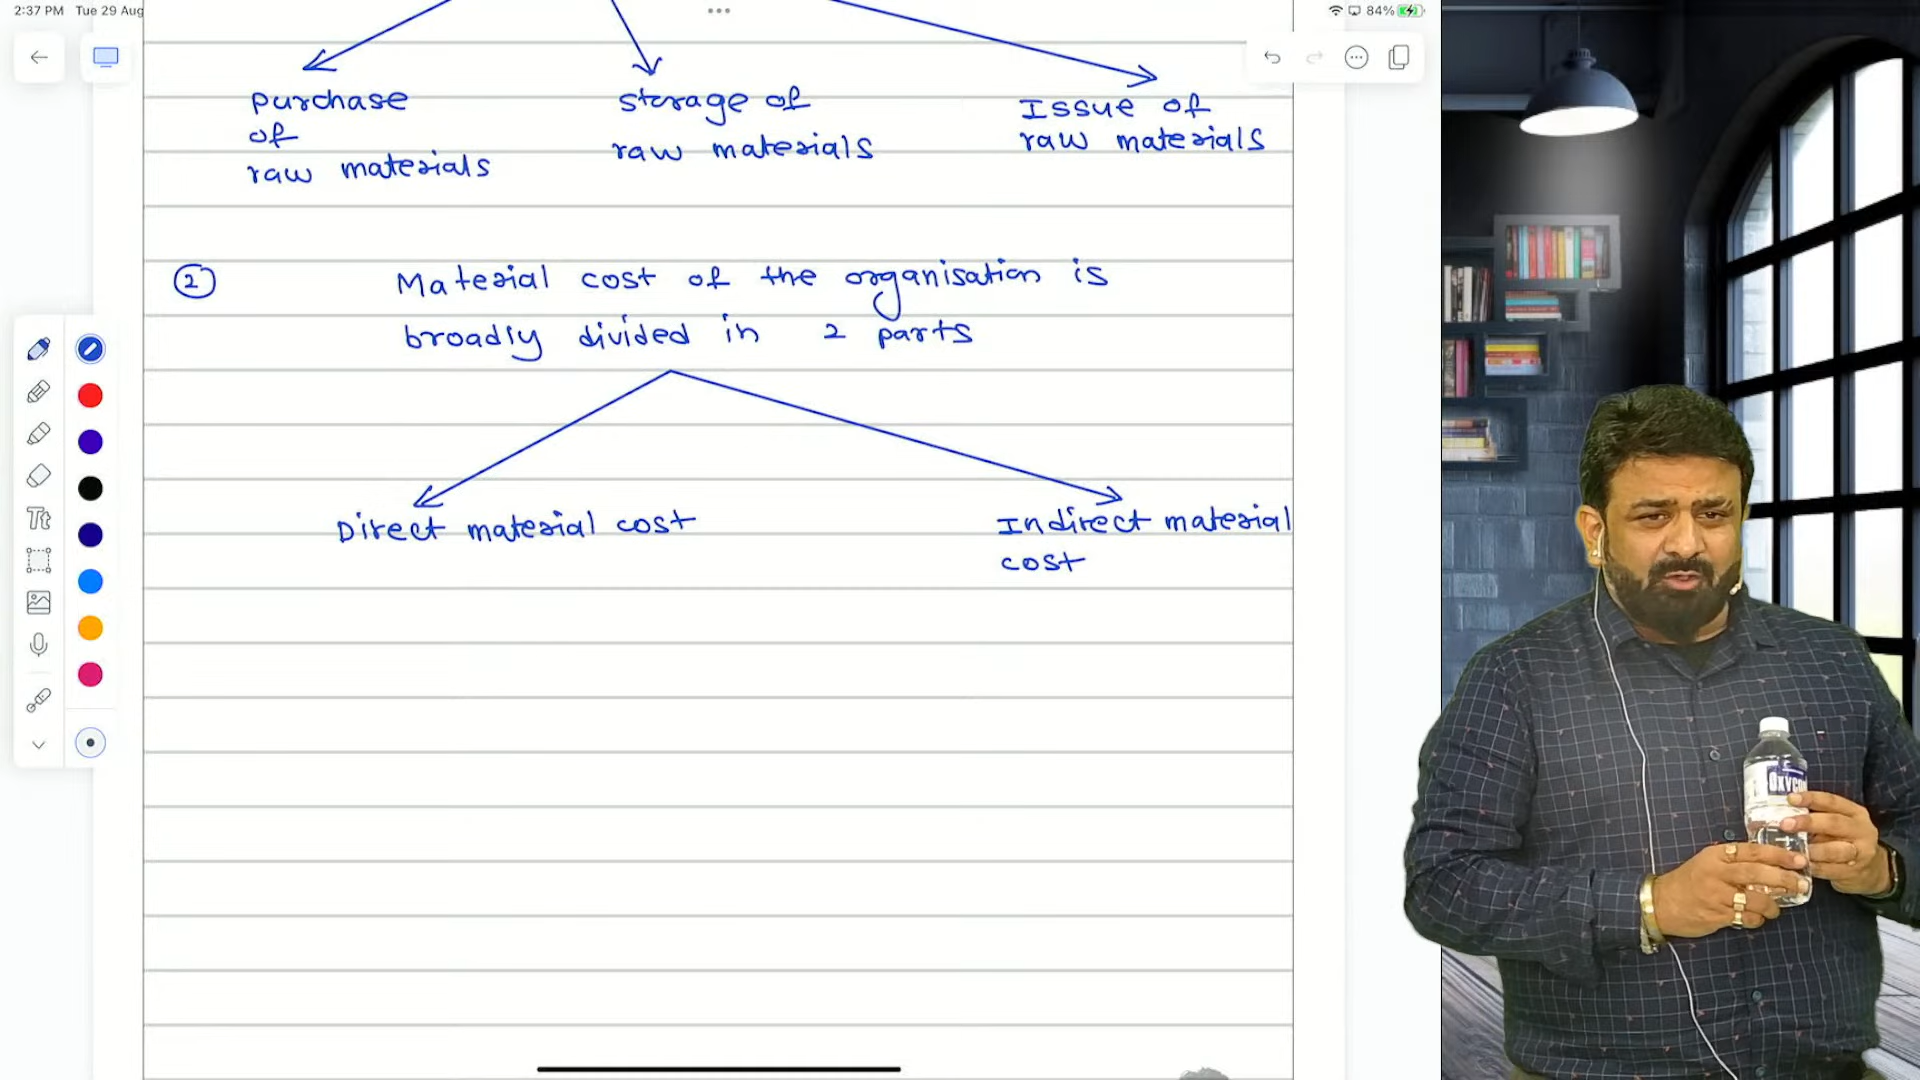 2:37 PM Tue 29 Aug
84%
purchase
of
raw materials
storage of
raw materials
Issue of
raw materials
2
Material cost of the organisation is
broadly divided in 2 parts
Direct material cost
Indirect material
cost
Tt